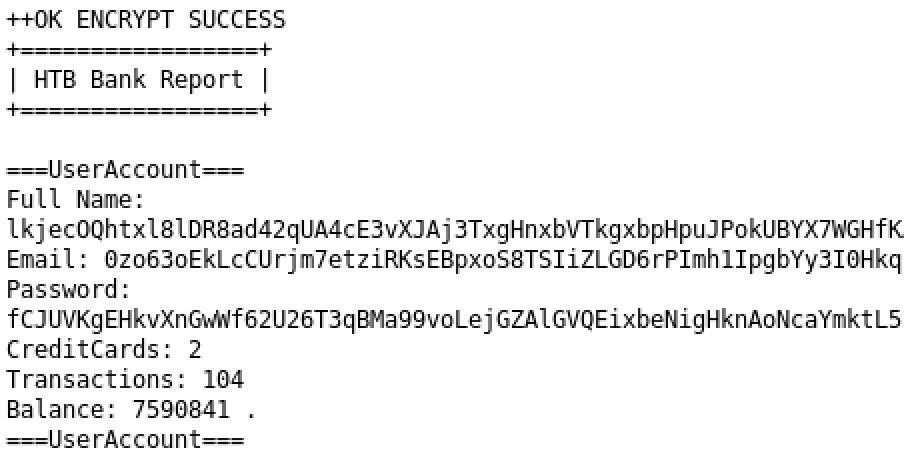 ++OK ENCRYPT SUCCESS
+=================+
| HTB Bank Report |
+=================+
===UserAccount===
Full Name:
lkjecOQhtxl8lDR8ad42qUA4cE3vXJAj3TxgHnxbVTkgxbpHpuJPokUBYX7WGHfK
Email: 0zo63oEkLcCUrjm7etziRKsEBpxoS8TSIiZLGD6rPImh1IpgbYy3I0Hkq
Password:
fCJUVKgEHkvXnGwWf62U26T3qBMa99voLejGZAlGVQEixbeNigHknAoNcaYmktL5
CreditCards: 2
Transactions: 104
Balance: 7590841 .
===UserAccount===